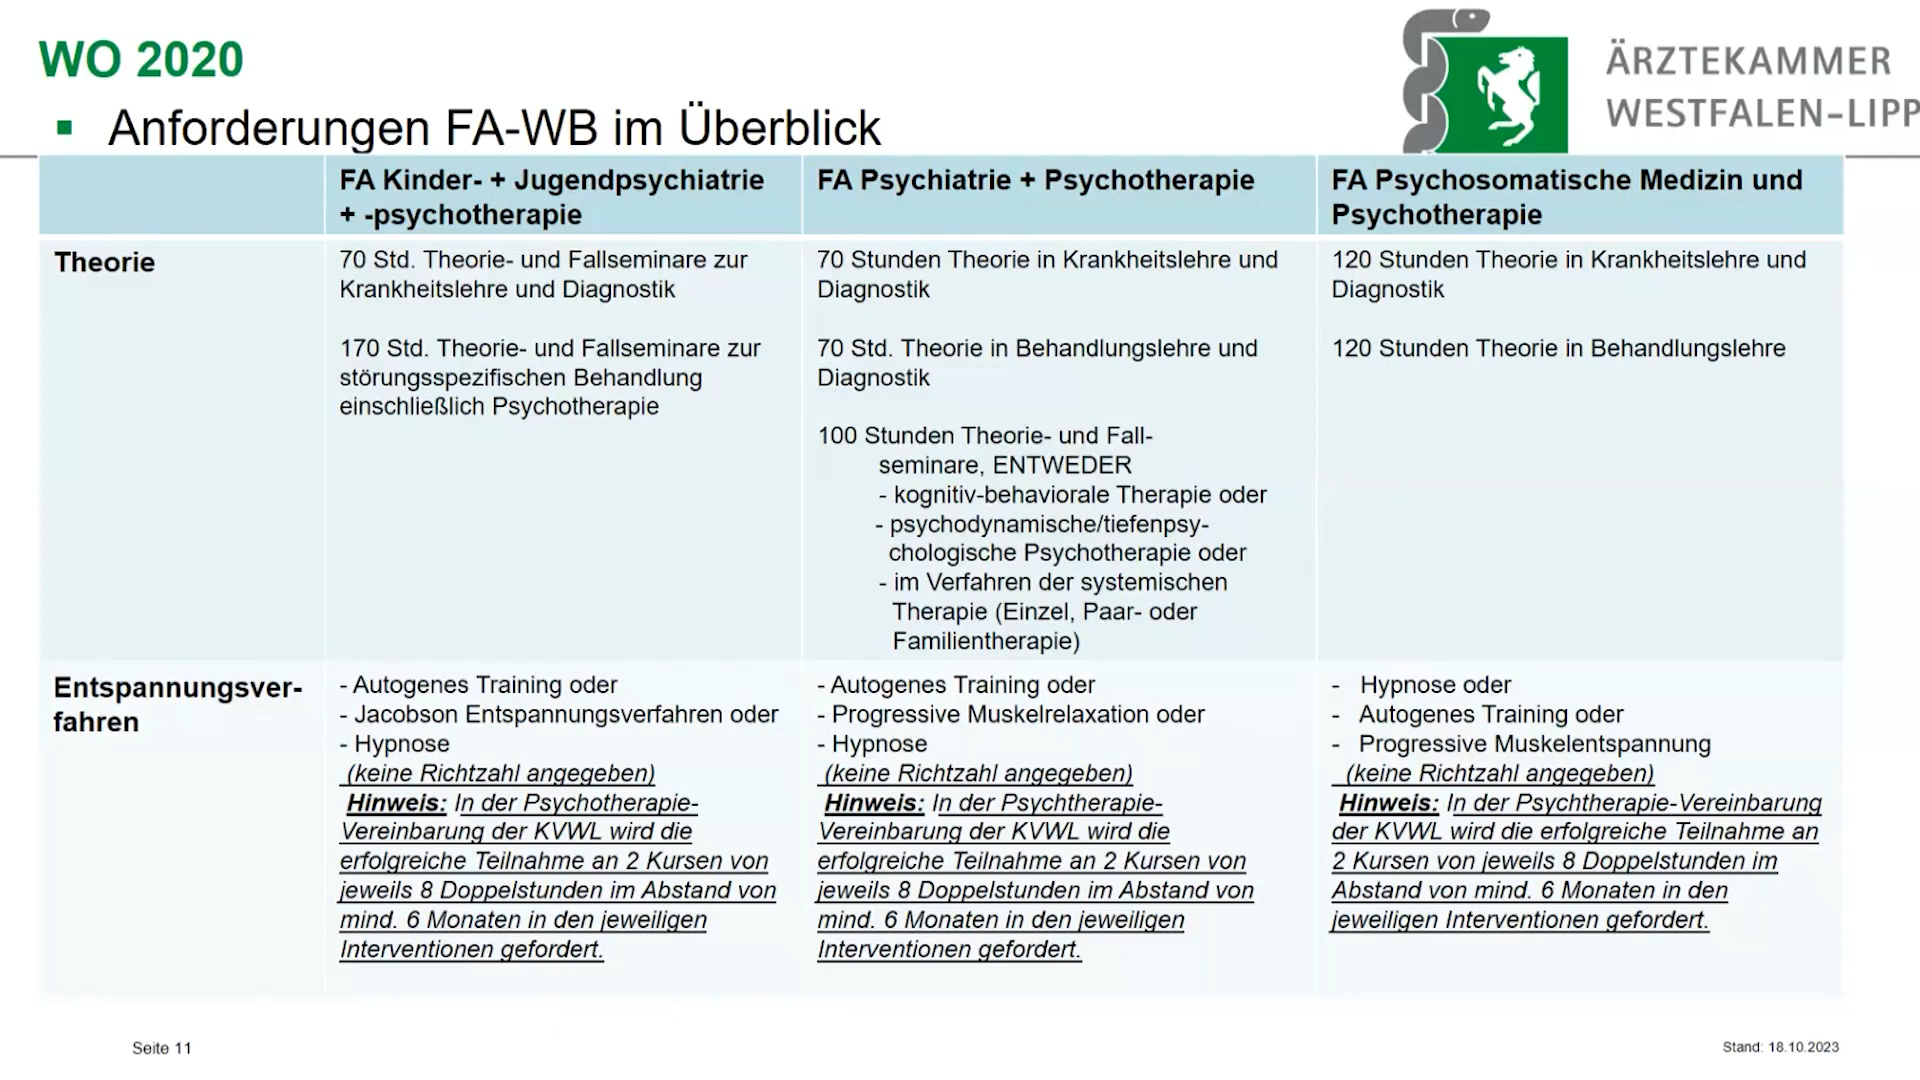 WO 2020
ÄRZTEKAMMER
WESTFALEN-LIPP
▪ Anforderungen FA-WB im Überblick
FA Kinder- + Jugendpsychiatrie
+ -psychotherapie
FA Psychiatrie + Psychotherapie
FA Psychosomatische Medizin und
Psychotherapie
Theorie
70 Std. Theorie- und Fallseminare zur
Krankheitslehre und Diagnostik
170 Std. Theorie- und Fallseminare zur
störungsspezifischen Behandlung
einschließlich Psychotherapie
70 Stunden Theorie in Krankheitslehre und
Diagnostik
70 Std. Theorie in Behandlungslehre und
Diagnostik
100 Stunden Theorie- und Fall-
seminare, ENTWEDER
- kognitiv-behaviorale Therapie oder
- psychodynamische/tiefenpsy-
chologische Psychotherapie oder
- im Verfahren der systemischen
Therapie (Einzel, Paar- oder
Familientherapie)
120 Stunden Theorie in Krankheitslehre und
Diagnostik
120 Stunden Theorie in Behandlungslehre
Entspannungsver-
fahren
- Autogenes Training oder
- Jacobson Entspannungsverfahren oder
- Hypnose
(keine Richtzahl angegeben)
Hinweis: In der Psychotherapie-
Vereinbarung der KVWL wird die
erfolgreiche Teilnahme an 2 Kursen von
jeweils 8 Doppelstunden im Abstand von
mind. 6 Monaten in den jeweiligen
Interventionen gefordert.
- Autogenes Training oder
- Progressive Muskelrelaxation oder
- Hypnose
(keine Richtzahl angegeben)
Hinweis: In der Psychtherapie-
Vereinbarung der KVWL wird die
erfolgreiche Teilnahme an 2 Kursen von
jeweils 8 Doppelstunden im Abstand von
mind. 6 Monaten in den jeweiligen
Interventionen gefordert.
- Hypnose oder
- Autogenes Training oder
- Progressive Muskelentspannung
(keine Richtzahl angegeben)
Hinweis: In der Psychtherapie-Vereinbarung
der KVWL wird die erfolgreiche Teilnahme an
2 Kursen von jeweils 8 Doppelstunden im
Abstand von mind. 6 Monaten in den
jeweiligen Interventionen gefordert.
Seite 11
Stand: 18.10.2023